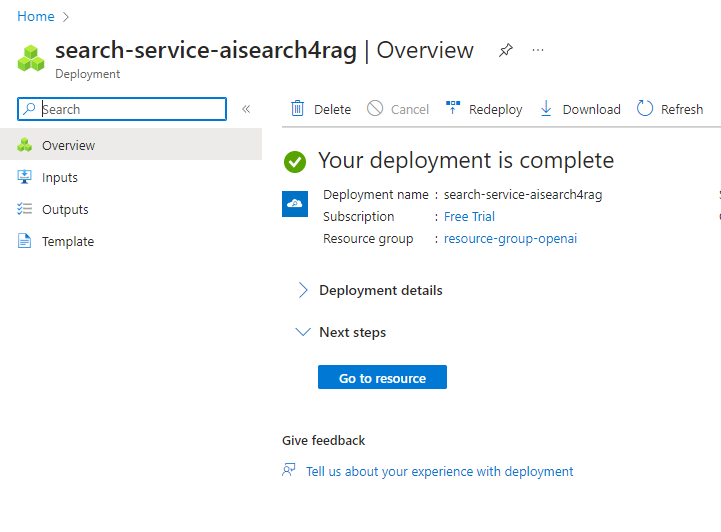 Home
search-service-aisearch4rag | Overview
Deployment
Search
Delete
Cancel
Redeploy
Download
Refresh
Overview
Inputs
Outputs
Template
Your deployment is complete
Deployment name : search-service-aisearch4rag
Subscription : Free Trial
Resource group : resource-group-openai
Deployment details
Next steps
Go to resource
Give feedback
Tell us about your experience with deployment